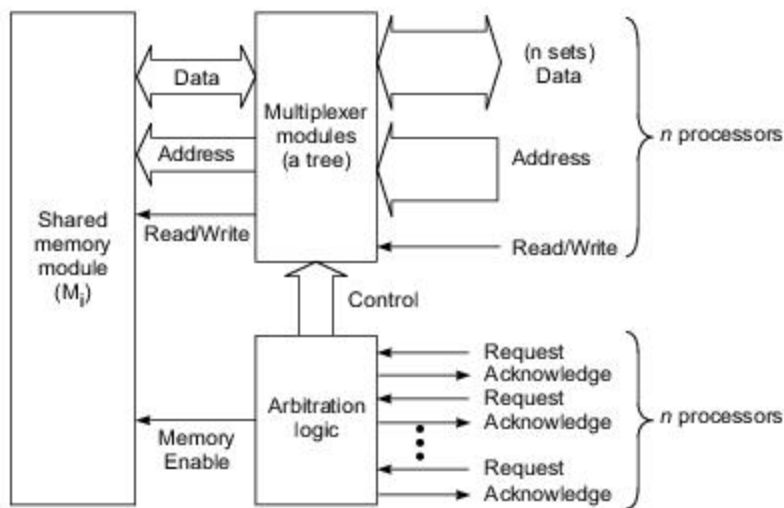 Shared
memory
module
(Mi)
Data
Address
Read/Write
Multiplexer
modules
(a tree)
(n sets)
Data
Address
Read/Write
n processors
Control
Memory
Enable
Arbitration
logic
Request
Acknowledge
Request
Acknowledge
Request
Acknowledge
n processors